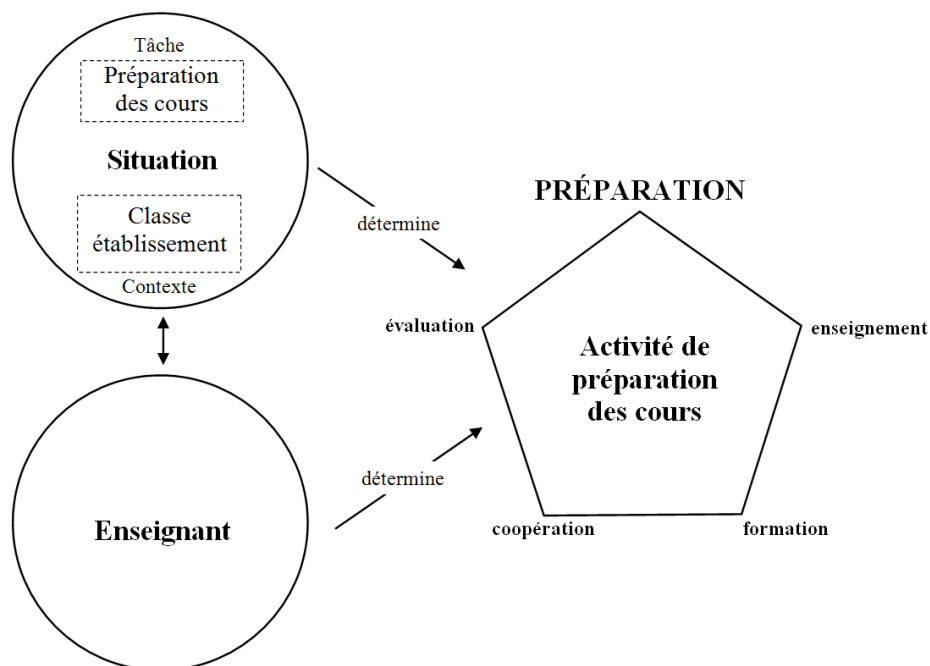 Tâche
Préparation
des cours
Situation
Classe
établissement
Contexte
détermine
PRÉPARATION
évaluation
enseignement
Activité de
préparation
des cours
coopération
formation
détermine
Enseignant